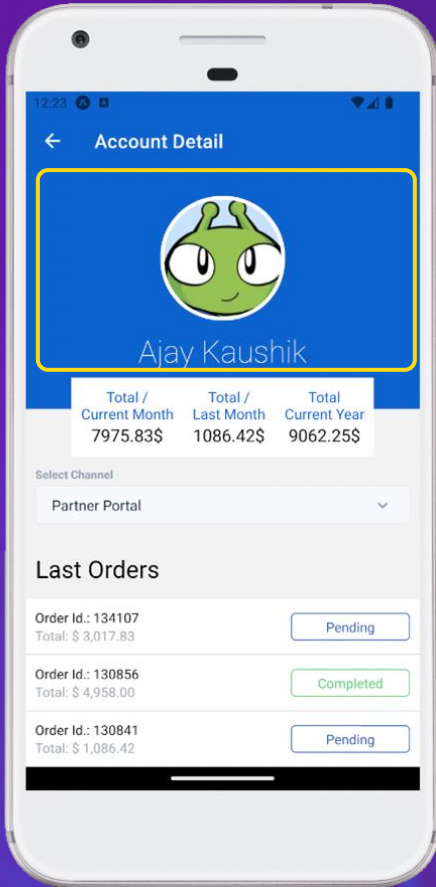 12:23
Account Detail
Ajay Kaushik
Total /
Current Month
7975.83$
Total /
Last Month
1086.42$
Total
Current Year
9062.25$
Select Channel
Partner Portal
Last Orders
Order Id.: 134107
Total: $ 3,017.83
Pending
Order Id.: 130856
Total: $ 4,958.00
Completed
Order Id.: 130841
Total: $ 1,086.42
Pending